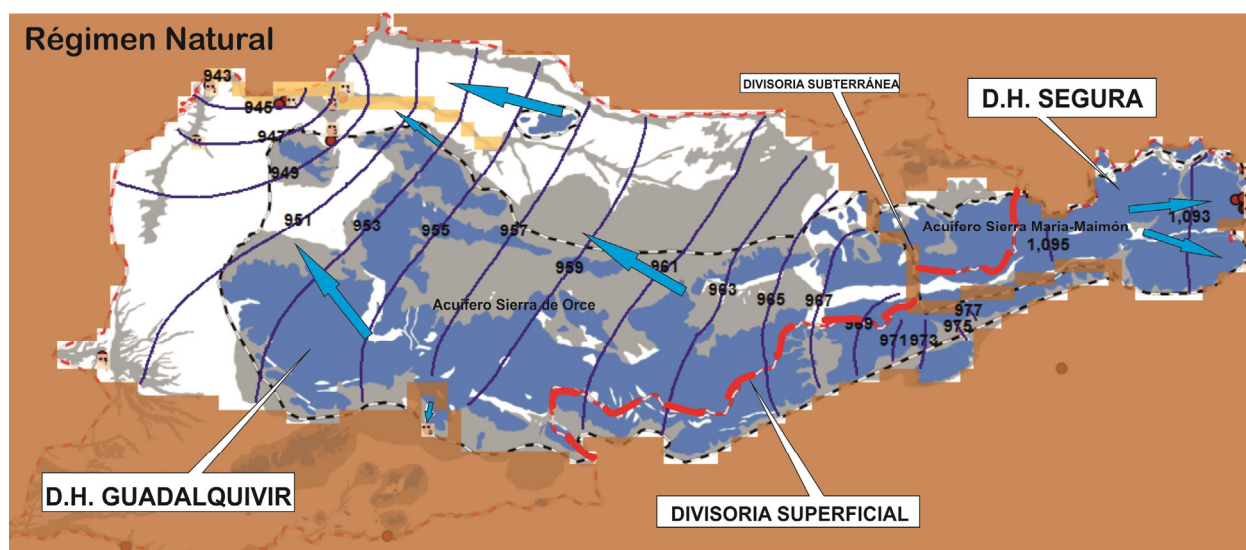 Régimen Natural
DIVISORIA SUBTERRÁNEA
D.H. SEGURA
943
945
947
949
951
953
955
957
959
961
963
965
967
969
971
973
975
977
Acuífero Sierra María-Maimón
1,093
1,095
Acuífero Sierra de Orce
D.H. GUADALQUIVIR
DIVISORIA SUPERFICIAL